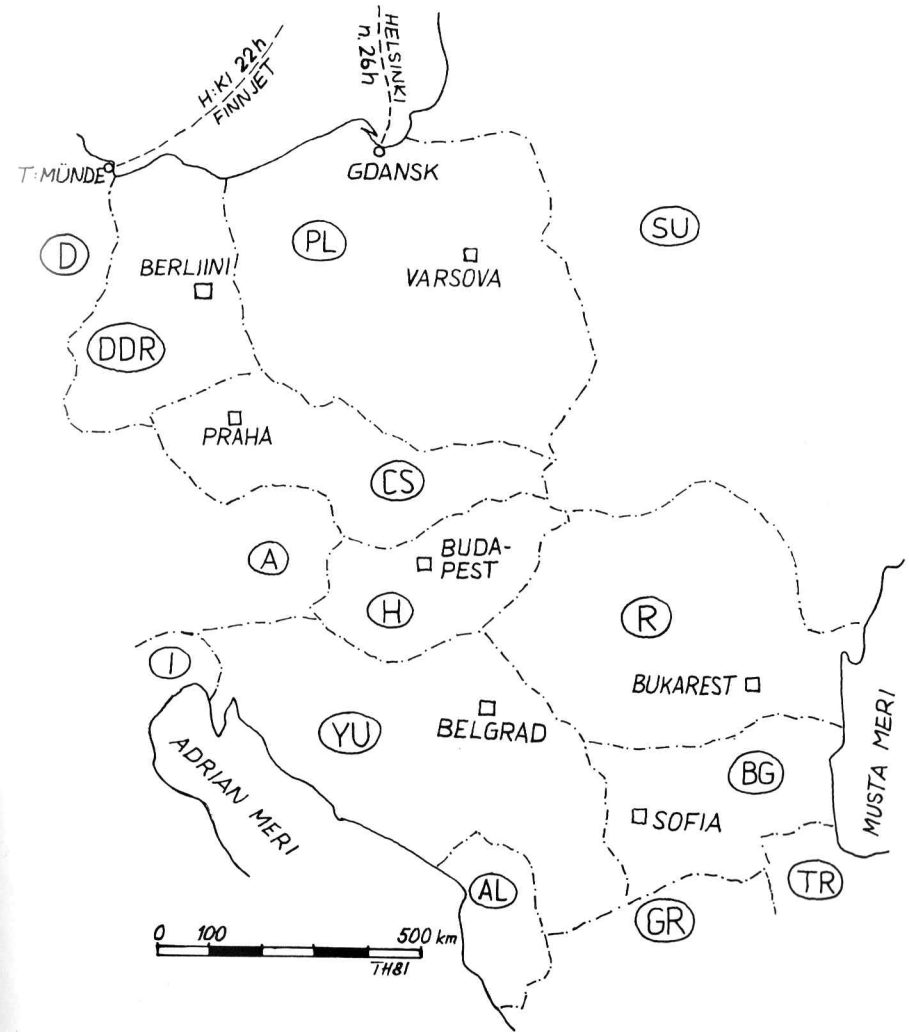 H:KI 22h
FINNJET
HELSINKI
n. 26h
T:MÜNDE
GDANSK
SU
D
PL
BERLIINI
VARSOVA
DDR
PRAHA
CS
A
BUDA-
PEST
H
R
I
BUKAREST
YU
BELGRAD
ADRIAN MERI
BG
MUSTA MERI
SOFIA
AL
TR
GR
0 100 500 km
TH81